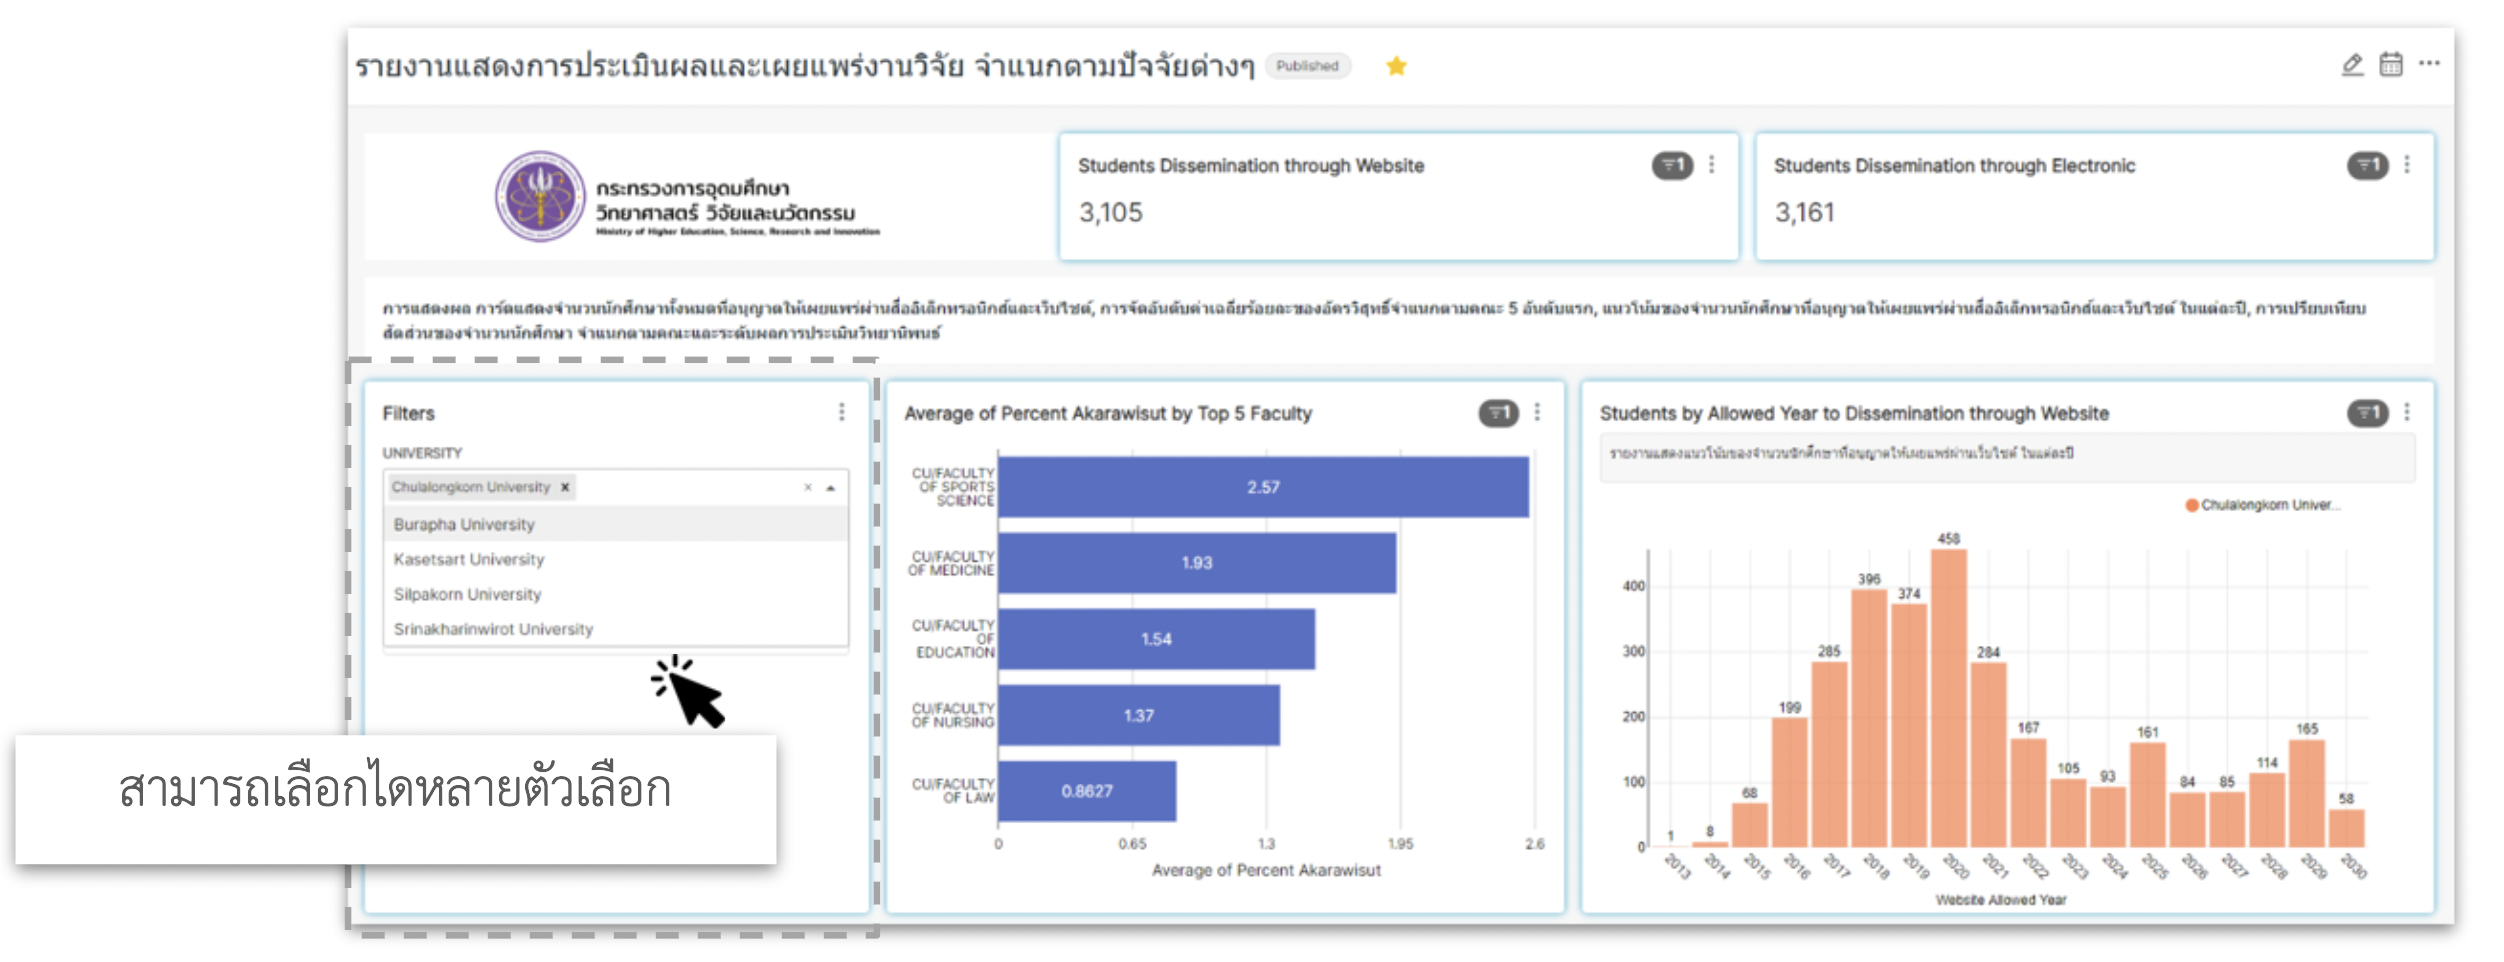 รายงานแสดงการประเมินผลและเผยแพร่งานวิจัย จำแนกตามปัจจัยต่างๆ Published
กระทรวงการอุดมศึกษา
วิทยาศาสตร์ วิจัยและนวัตกรรม
Ministry of Higher Education, Science, Research and Innovation
Students Dissemination through Website
1
3,105
Students Dissemination through Electronic
1
3,161
การแสดงผล การ์ดแสดงจำนวนนักศึกษาทั้งหมดที่อนุญาตให้เผยแพร่ผ่านสื่ออิเล็กทรอนิกส์และเว็บไซต์, การจัดอันดับค่าเฉลี่ยร้อยละของอัครวิสุทธิ์จำแนกตามคณะ 5 อันดับแรก, แนวโน้มของจำนวนนักศึกษาที่อนุญาตให้เผยแพร่ผ่านสื่ออิเล็กทรอนิกส์และเว็บไซต์ ในแต่ละปี, การเปรียบเทียบ
สัดส่วนของจำนวนนักศึกษา จำแนกตามคณะและระดับผลการประเมินวิทยานิพนธ์
Filters
UNIVERSITY
Chulalongkorn University x
Burapha University
Kasetsart University
Silpakorn University
Srinakharinwirot University
สามารถเลือกไดหลายตัวเลือก
Average of Percent Akarawisut by Top 5 Faculty
1
CU/FACULTY
OF SPORTS
SCIENCE
2.57
CU/FACULTY
OF MEDICINE
1.93
CU/FACULTY
OF
EDUCATION
1.54
CU/FACULTY
OF NURSING
1.37
CU/FACULTY
OF LAW
0.8627
0 0.65 1.3 1.95 2.6
Average of Percent Akarawisut
Students by Allowed Year to Dissemination through Website
1
รายงานแสดงแนวโน้มของจำนวนนักศึกษาที่อนุญาตให้เผยแพร่ผ่านเว็บไซต์ ในแต่ละปี
Chulalongkorn Univer...
400
300
200
100
0
1 8 68 199 285 396 374 458 284 167 105 93 161 84 85 114 165 58
2013 2014 2015 2016 2017 2018 2019 2020 2021 2022 2023 2024 2025 2026 2027 2028 2029 2030
Website Allowed Year